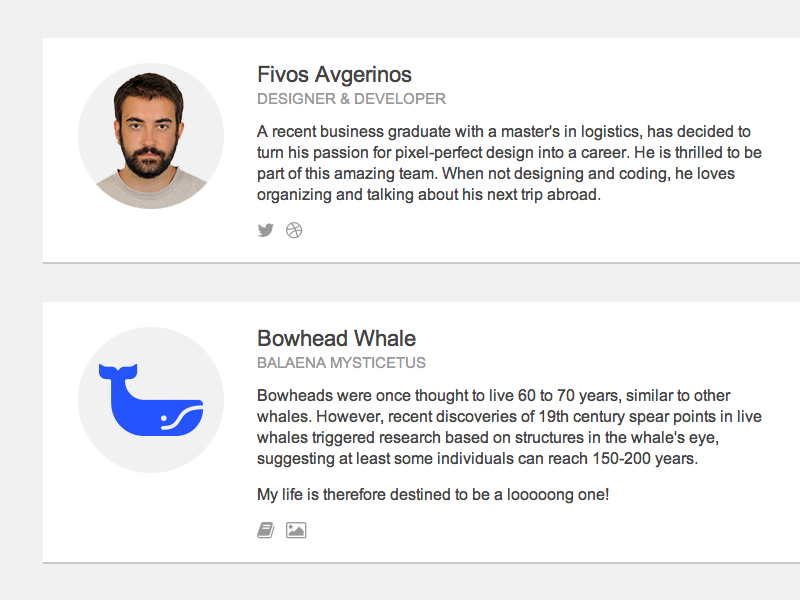 Fivos Avgerinos
DESIGNER & DEVELOPER
A recent business graduate with a master's in logistics, has decided to
turn his passion for pixel-perfect design into a career. He is thrilled to be
part of this amazing team. When not designing and coding, he loves
organizing and talking about his next trip abroad.
Bowhead Whale
BALAENA MYSTICETUS
Bowheads were once thought to live 60 to 70 years, similar to other
whales. However, recent discoveries of 19th century spear points in live
whales triggered research based on structures in the whale's eye,
suggesting at least some individuals can reach 150-200 years.
My life is therefore destined to be a looooong one!